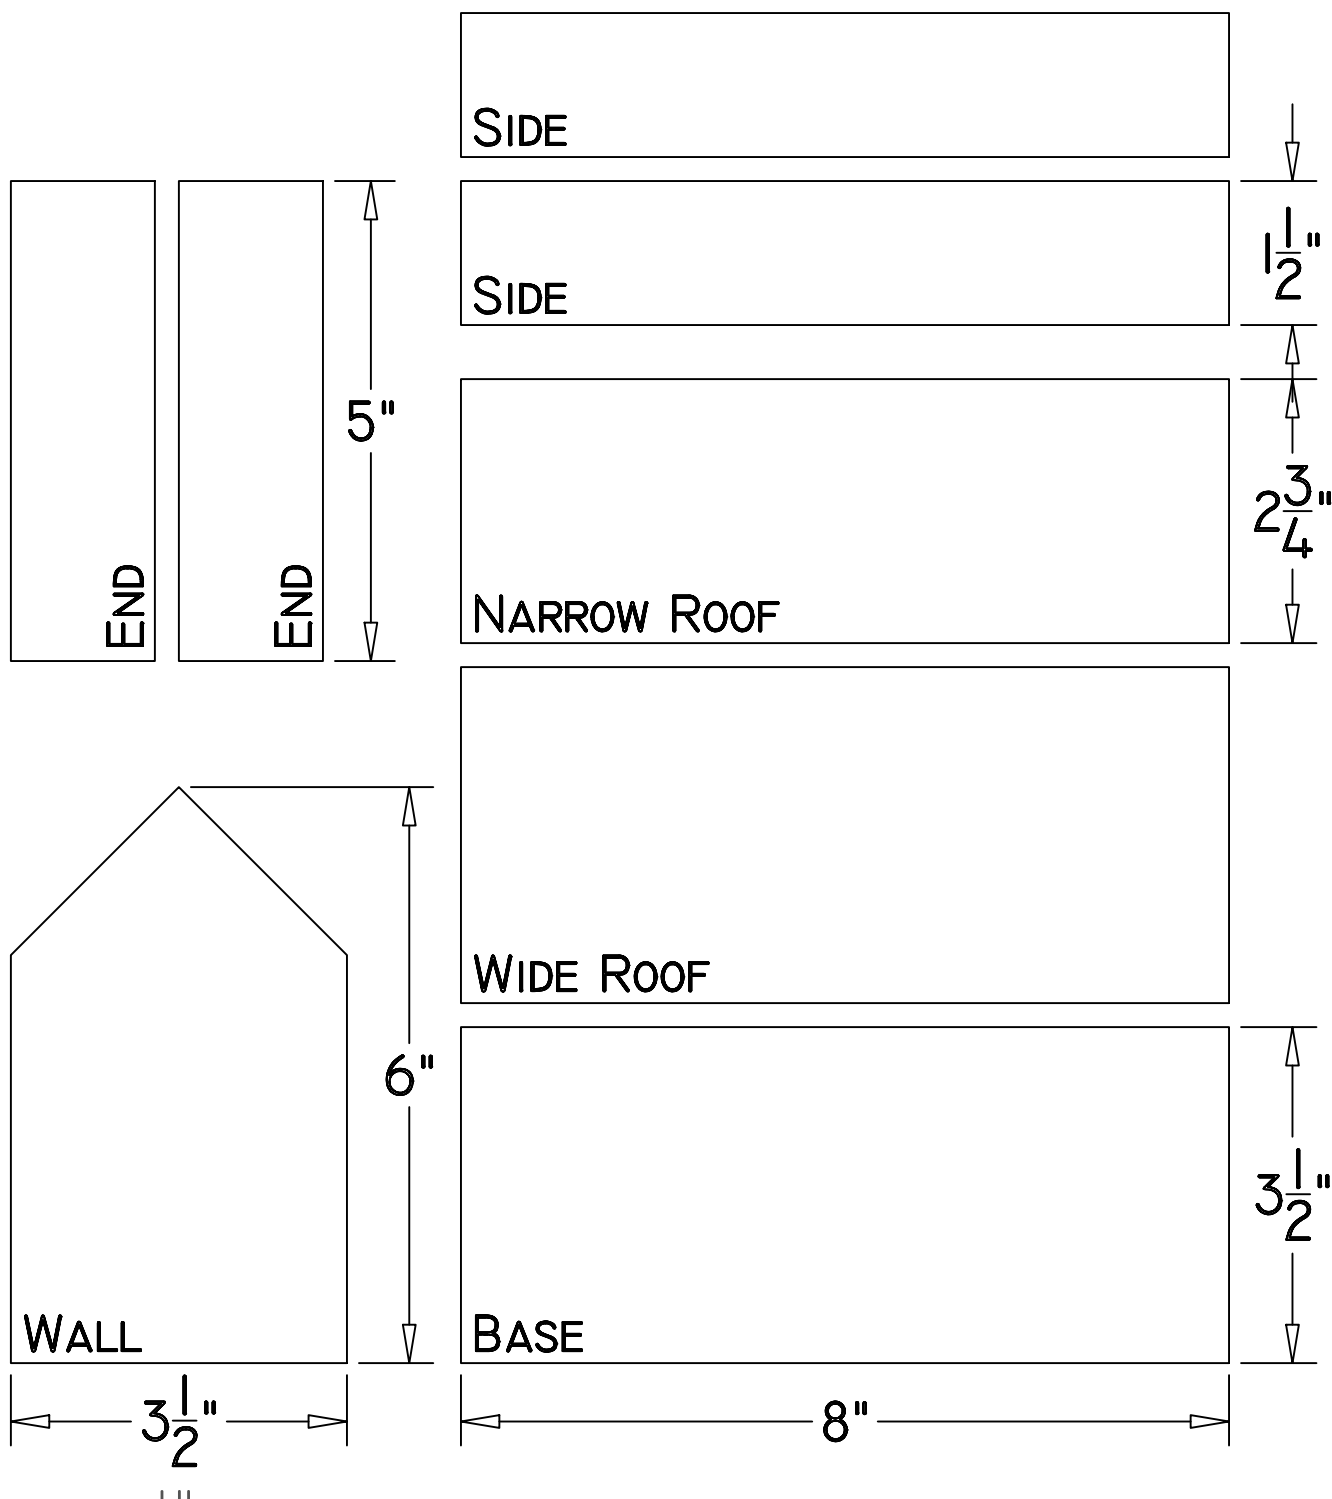 SIDE
SIDE
1 1/2"
END
END
5"
NARROW ROOF
2 3/4"
WIDE ROOF
6"
WALL
BASE
3 1/2"
3 1/2"
8"